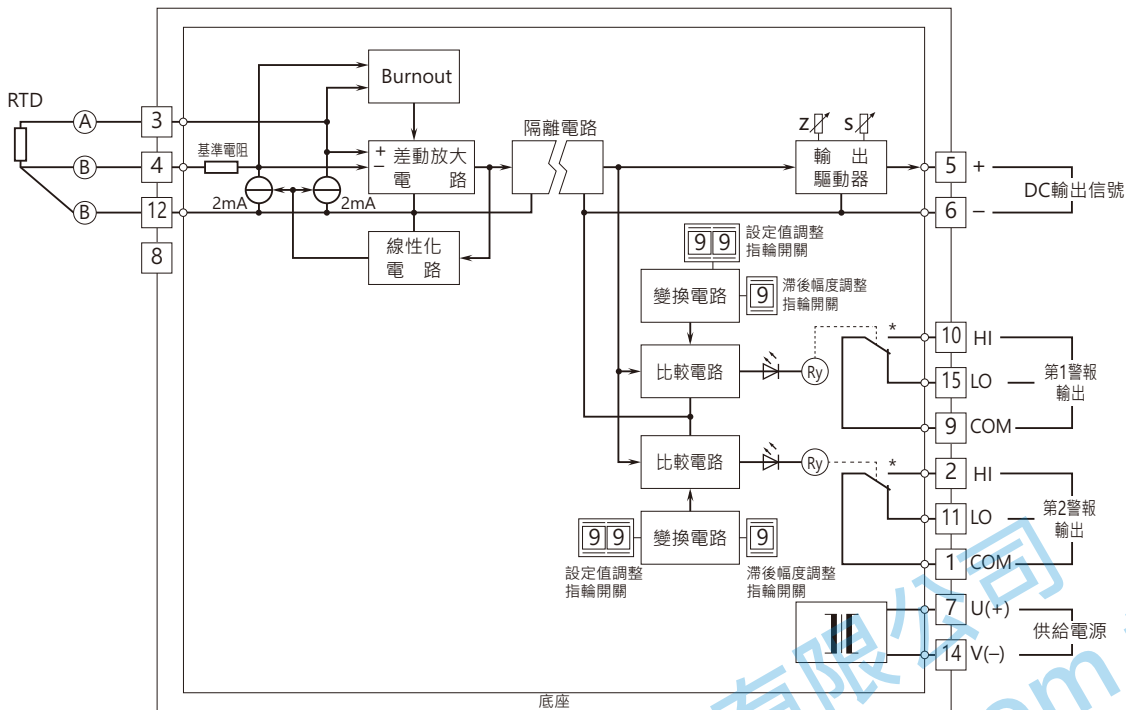 RTD
A
B
B
3
4
12
8
基準電阻
2mA
2mA
Burnout
+
−
差動放大
電　路
線性化
電　路
隔離電路
Z
S
輸　出
驅動器
5
+
6
−
DC輸出信號
9 9
設定值調整
指輪開關
變換電路
9
滯後幅度調整
指輪開關
比較電路
Ry
*
10
HI
15
LO
9
COM
第1警報
輸出
比較電路
Ry
*
2
HI
11
LO
1
COM
第2警報
輸出
9 9
變換電路
9
設定值調整
指輪開關
滯後幅度調整
指輪開關
7
U(+)
14
V(−)
供給電源
底座
有限公司
com